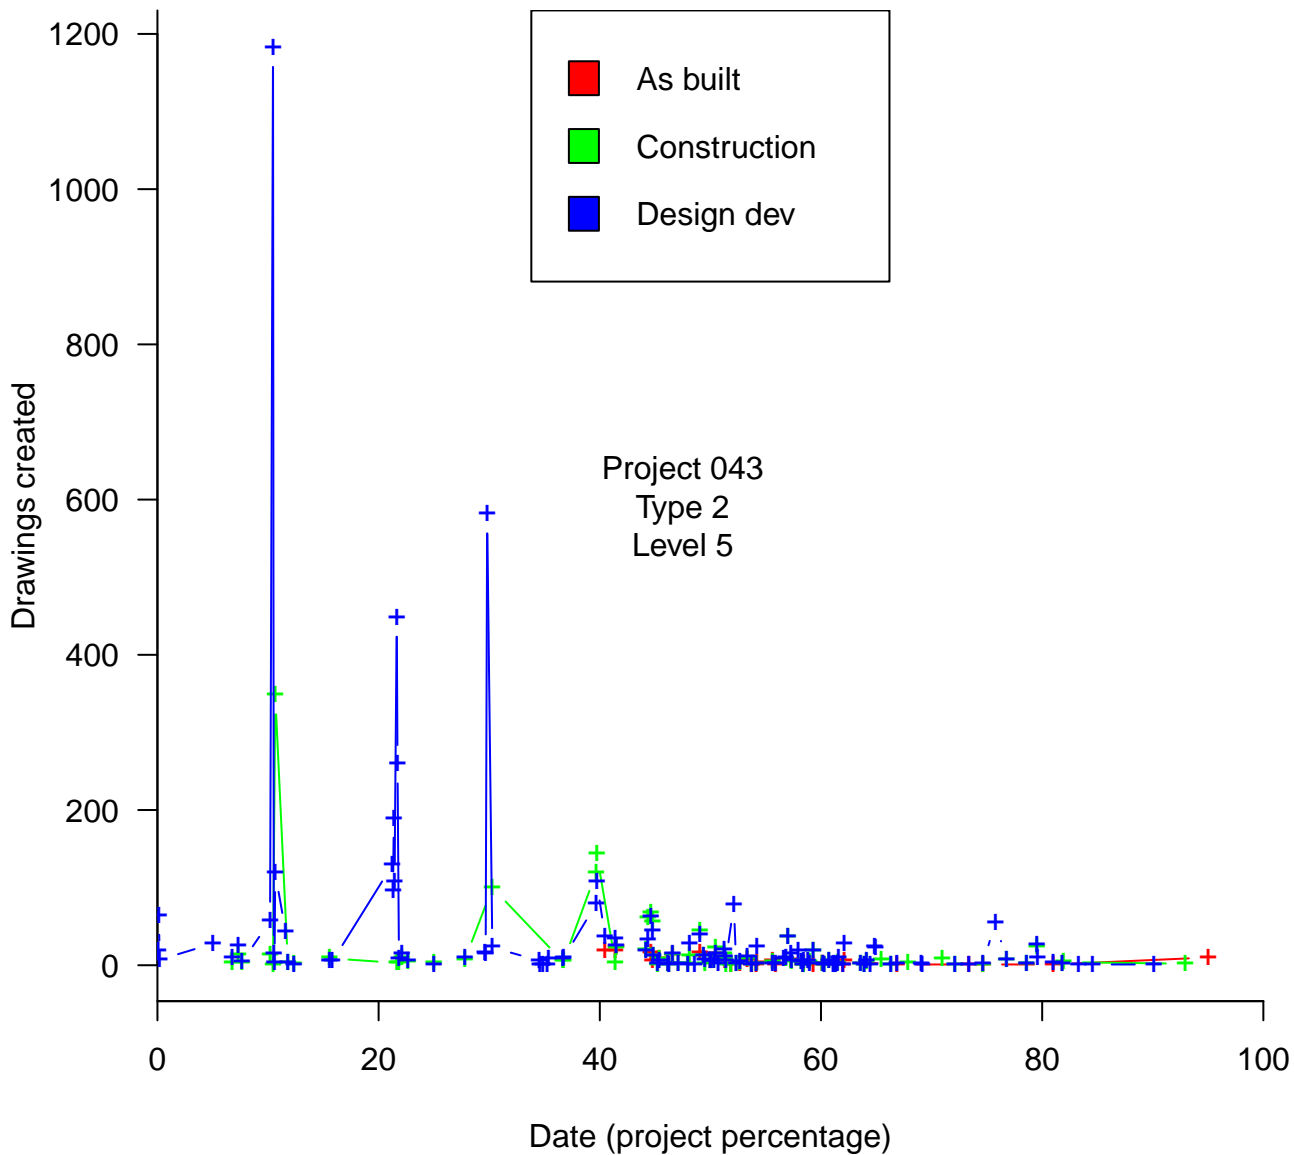 1200
1000
800
600
400
200
0
Drawings created
As built
Construction
Design dev
Project 043
Type 2
Level 5
0 20 40 60 80 100
Date (project percentage)